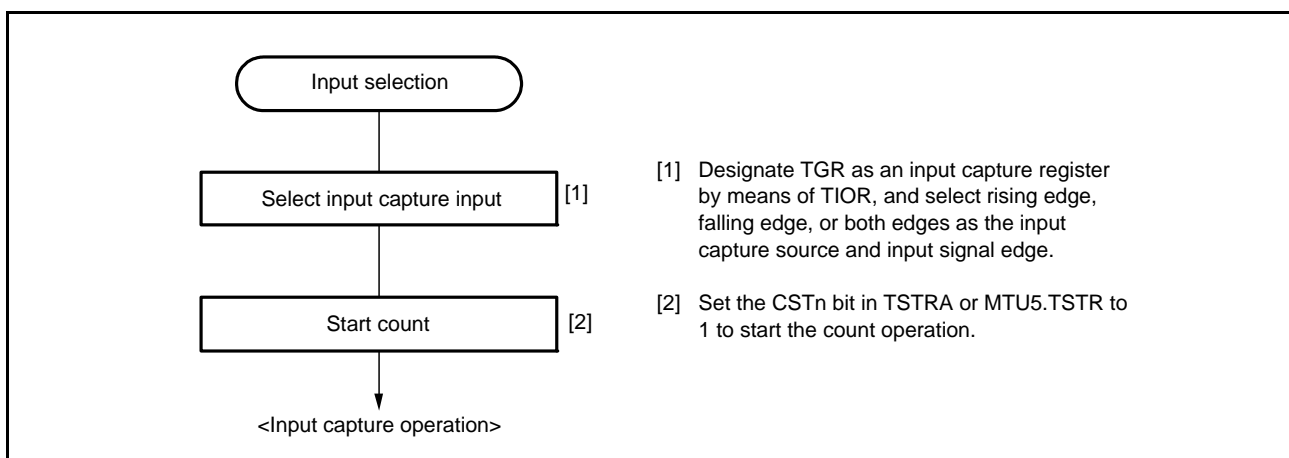 Input selection
Select input capture input
[1]
Start count
[2]
<Input capture operation>
[1] Designate TGR as an input capture register
by means of TIOR, and select rising edge,
falling edge, or both edges as the input
capture source and input signal edge.
[2] Set the CSTn bit in TSTRA or MTU5.TSTR to
1 to start the count operation.